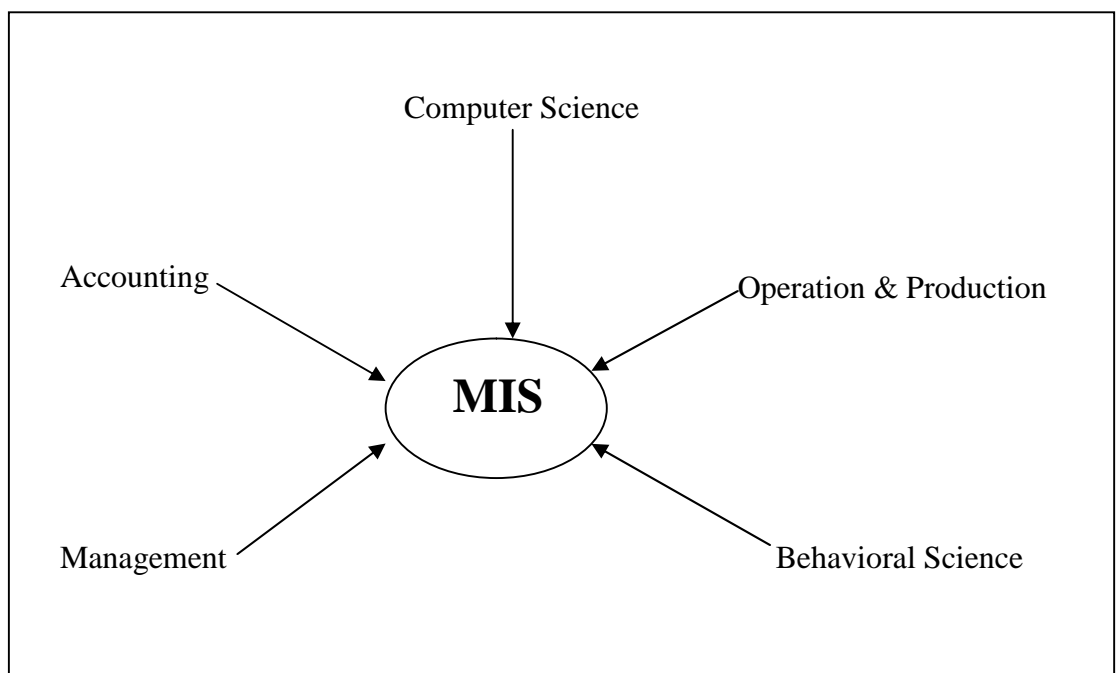 Computer Science
Accounting
Operation & Production
MIS
Management
Behavioral Science